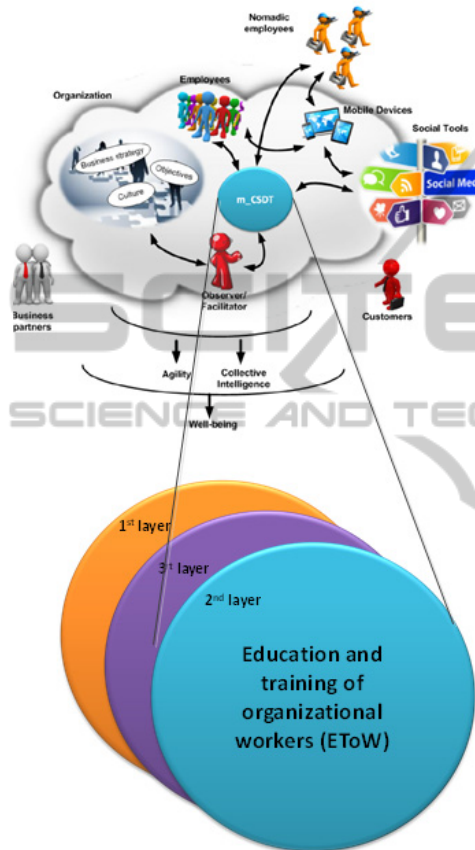 Nomadic
employees
Employees
Organization
Mobile Devices
Social Tools
Business strategy
Objectives
Culture
Social Med
m_CSDT
Observer/
Facilitator
Business
partners
Customers
SCITE
Agility
Collective
Intelligence
SCIENCE AND TEC
Well-being
1st layer
3rd layer
2nd layer
Education and
training of
organizational
workers (EToW)